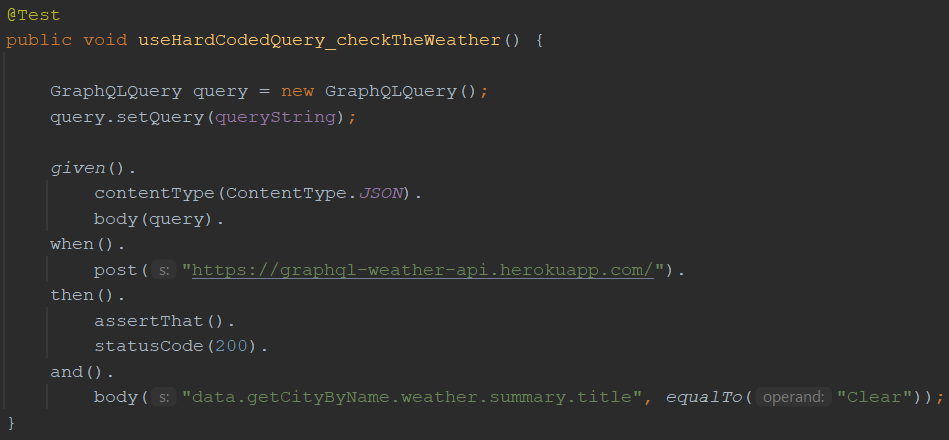 @Test
public void useHardCodedQuery_checkTheWeather() {
GraphQLQuery query = new GraphQLQuery();
query.setQuery(queryString);
given().
contentType(ContentType.JSON).
body(query).
when().
post( s: "https://graphql-weather-api.herokuapp.com/").
then().
assertThat().
statusCode(200).
and().
body( s: "data.getCityByName.weather.summary.title", equalTo( operand: "Clear"));
}